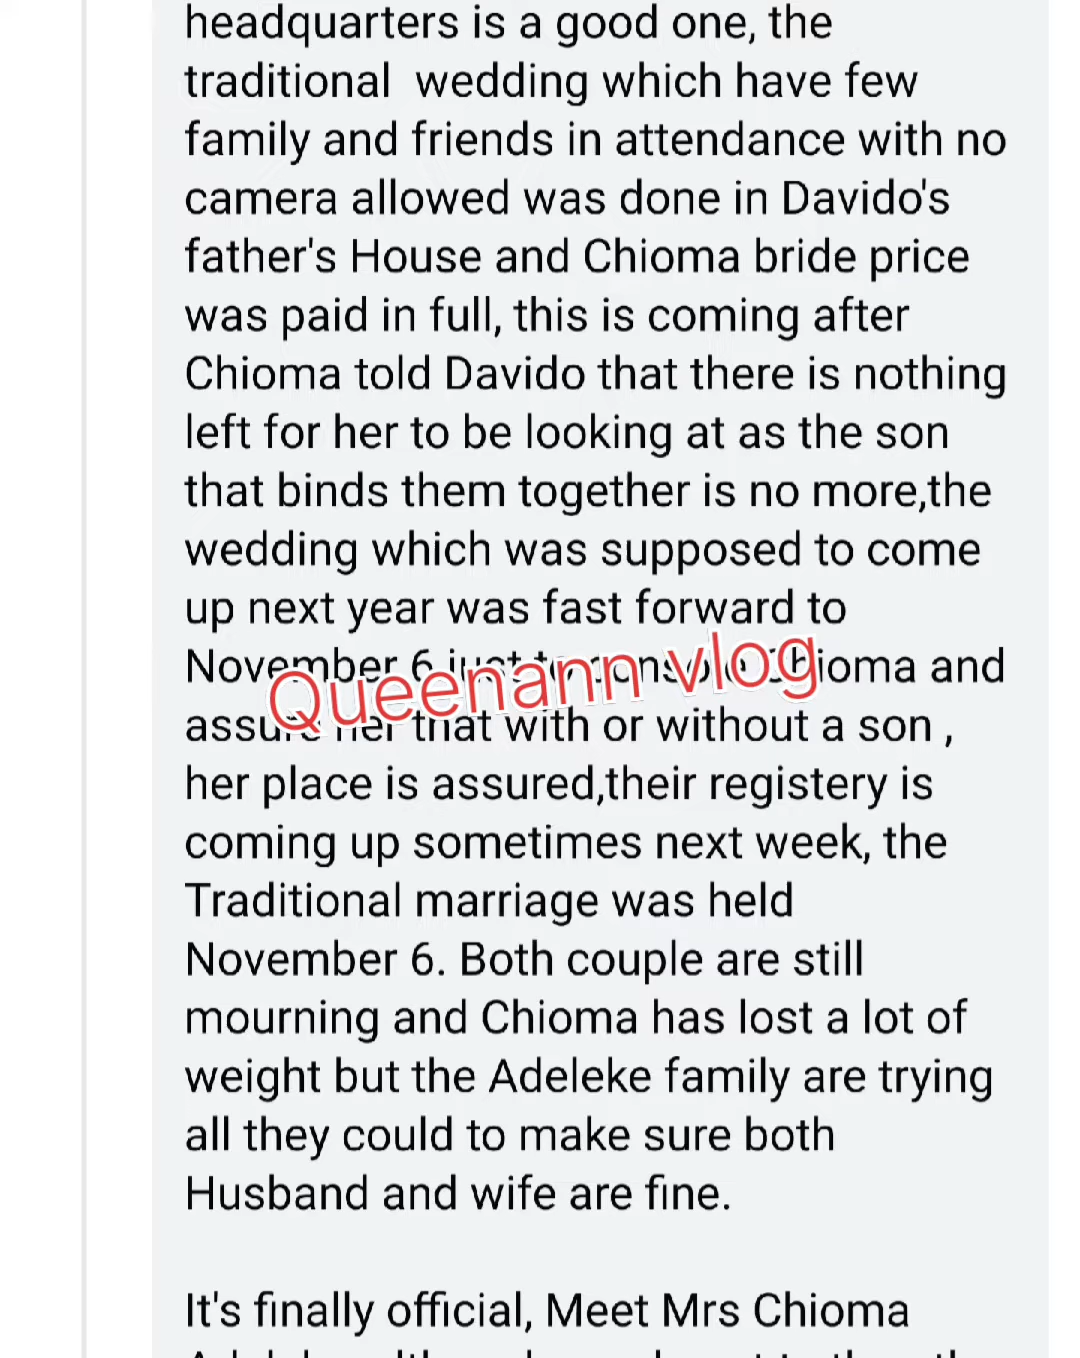 headquarters is a good one, the
traditional  wedding which have few
family and friends in attendance with no
camera allowed was done in Davido's
father's House and Chioma bride price
was paid in full, this is coming after
Chioma told Davido that there is nothing
left for her to be looking at as the son
that binds them together is no more,the
wedding which was supposed to come
up next year was fast forward to
November 6 just to console Chioma and
Queenann vlog
assure her that with or without a son ,
her place is assured,their registery is
coming up sometimes next week, the
Traditional marriage was held
November 6. Both couple are still
mourning and Chioma has lost a lot of
weight but the Adeleke family are trying
all they could to make sure both
Husband and wife are fine.
It's finally official, Meet Mrs Chioma